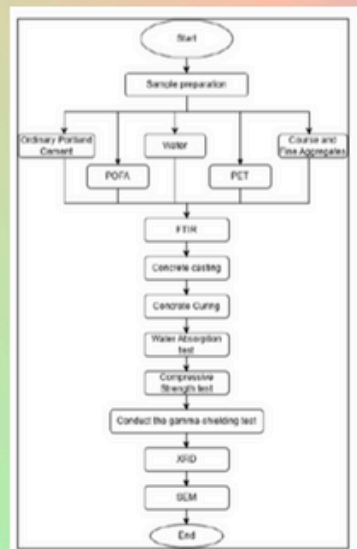 Start
Sample preparation
Ordinary Portland
Cement
Water
Course and
Fine Aggregates
POFA
PET
FTIR
Concrete casting
Concrete Curing
Water Absorption
test
Compressive
Strength test
Conduct the gamma-shielding test
XRD
SEM
End